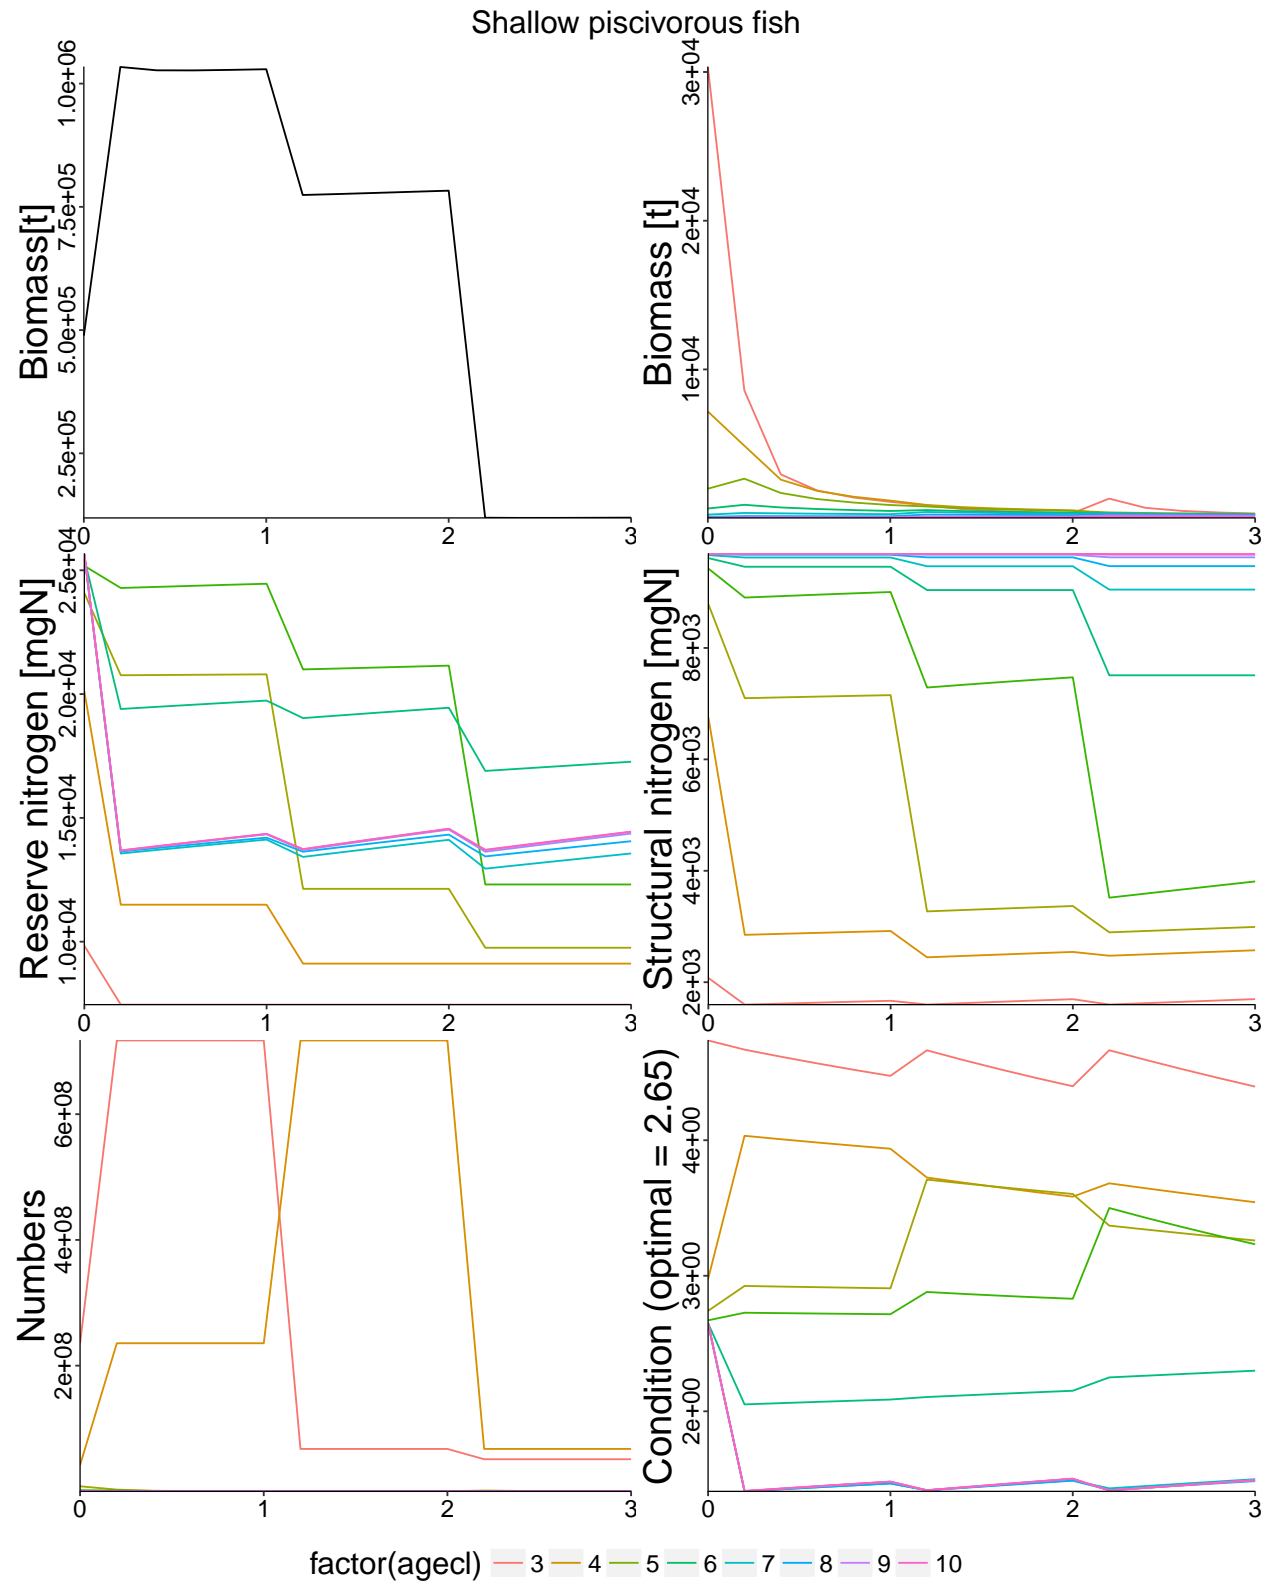 Shallow piscivorous fish
Biomass[t]
1.0e+06
7.5e+05
5.0e+05
2.5e+05
0 1 2 3
Biomass [t]
3e+04
2e+04
1e+04
0 1 2 3
Reserve nitrogen [mgN]
2.5e+04
2.0e+04
1.5e+04
1.0e+04
0 1 2 3
Structural nitrogen [mgN]
8e+03
6e+03
4e+03
2e+03
0 1 2 3
Numbers
6e+08
4e+08
2e+08
0 1 2 3
Condition (optimal = 2.65)
4e+00
3e+00
2e+00
0 1 2 3
factor(agecl) 3 4 5 6 7 8 9 10